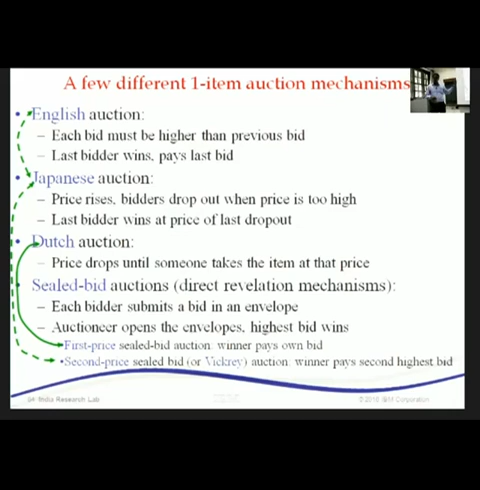 A few different 1-item auction mechanisms
• English auction:
– Each bid must be higher than previous bid
– Last bidder wins, pays last bid
• Japanese auction:
– Price rises, bidders drop out when price is too high
– Last bidder wins at price of last dropout
• Dutch auction:
– Price drops until someone takes the item at that price
• Sealed-bid auctions (direct revelation mechanisms):
– Each bidder submits a bid in an envelope
– Auctioneer opens the envelopes, highest bid wins
•First-price sealed-bid auction: winner pays own bid
•Second-price sealed bid (or Vickrey) auction: winner pays second highest bid
India Research Lab
© 2010 IBM Corporation